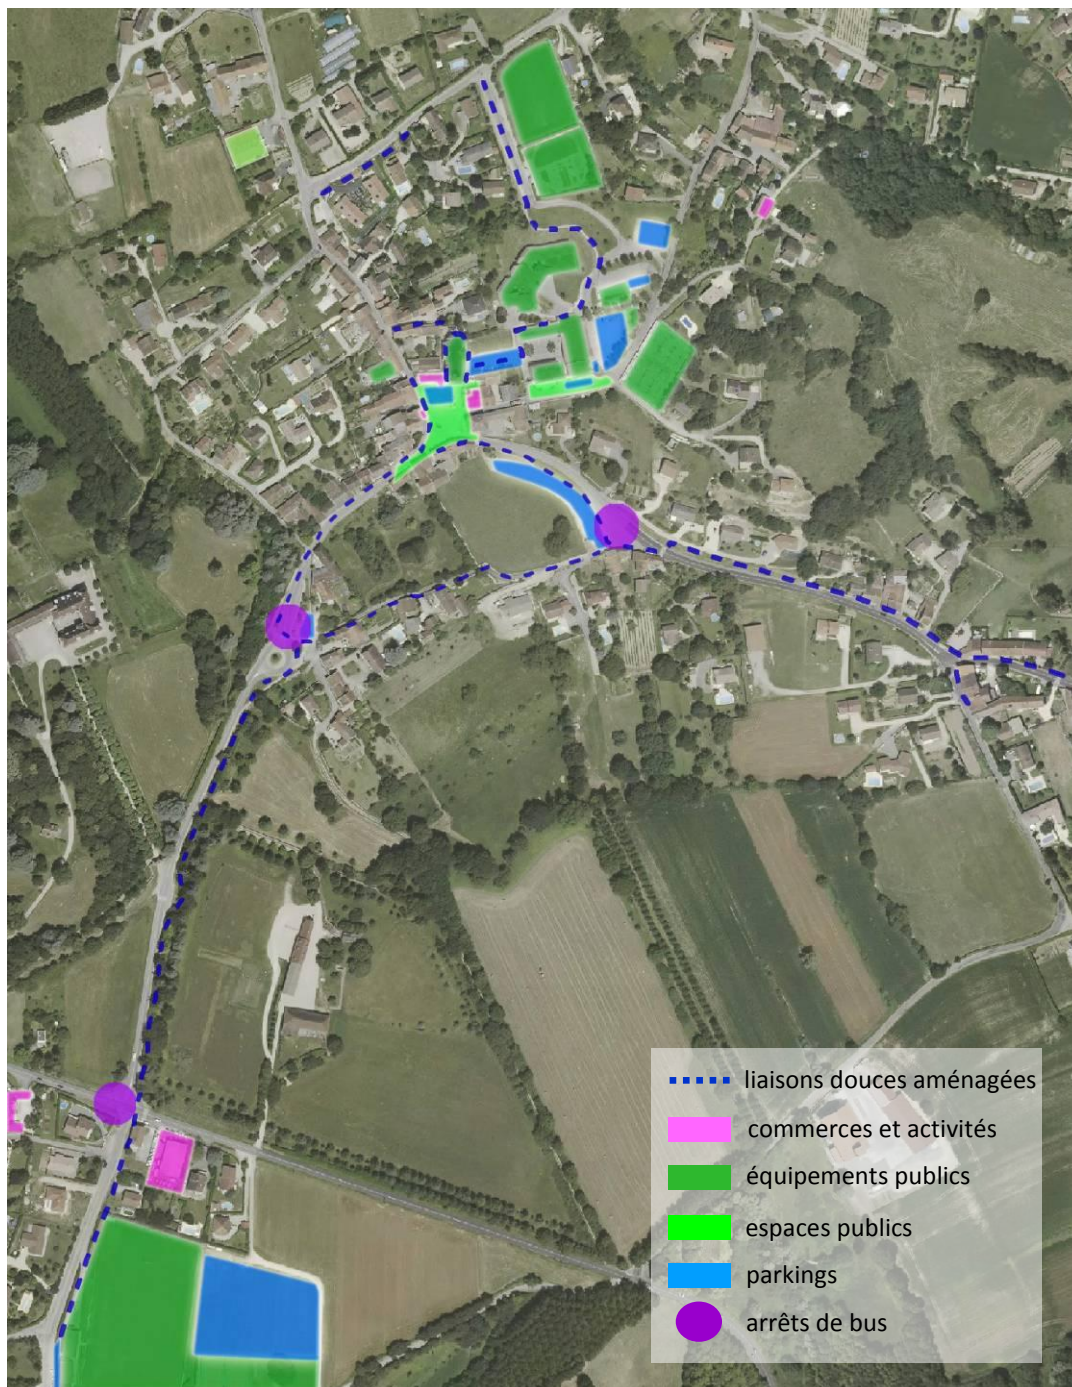 liaisons douces aménagées
commerces et activités
équipements publics
espaces publics
parkings
arrêts de bus